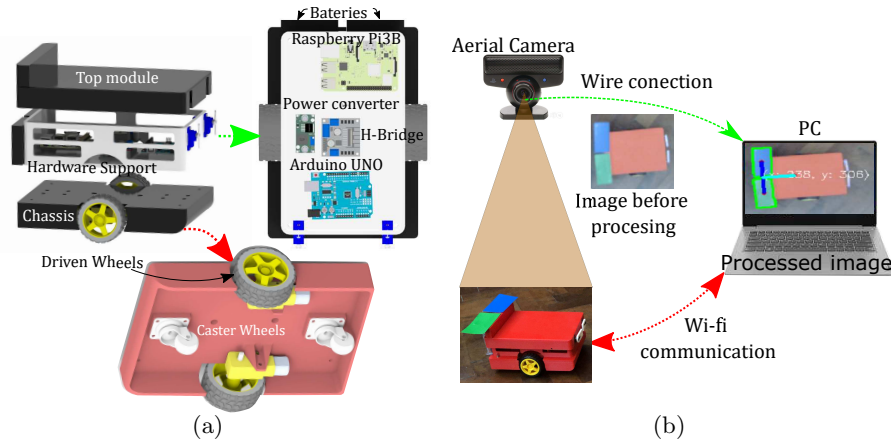 Bateries
Raspberry Pi3B
Top module
Power converter
H-Bridge
Hardware Support
Arduino UNO
Chassis
Driven Wheels
Caster Wheels
(a)
Aerial Camera
Wire conection
PC
238, y: 306}
Image before
procesing
Processed image
Wi-fi
communication
(b)